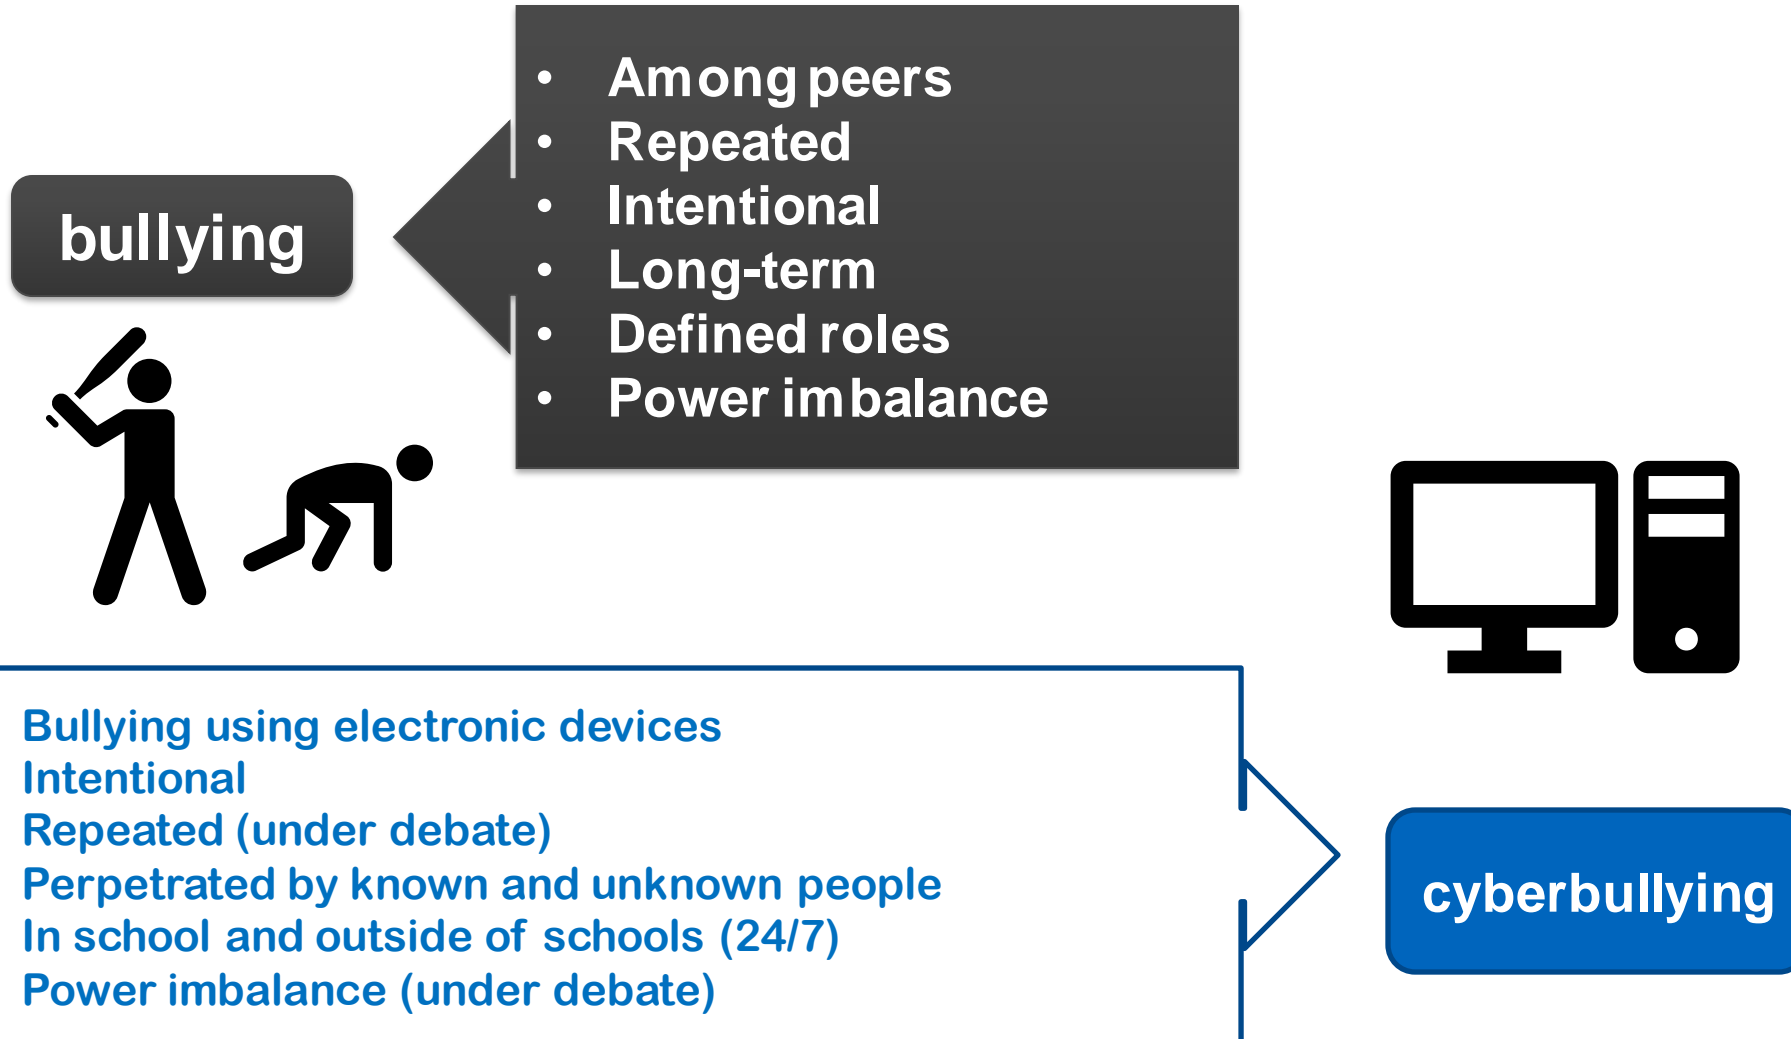 bullying
• Among peers
• Repeated
• Intentional
• Long-term
• Defined roles
• Power imbalance
Bullying using electronic devices
Intentional
Repeated (under debate)
Perpetrated by known and unknown people
In school and outside of schools (24/7)
Power imbalance (under debate)
cyberbullying